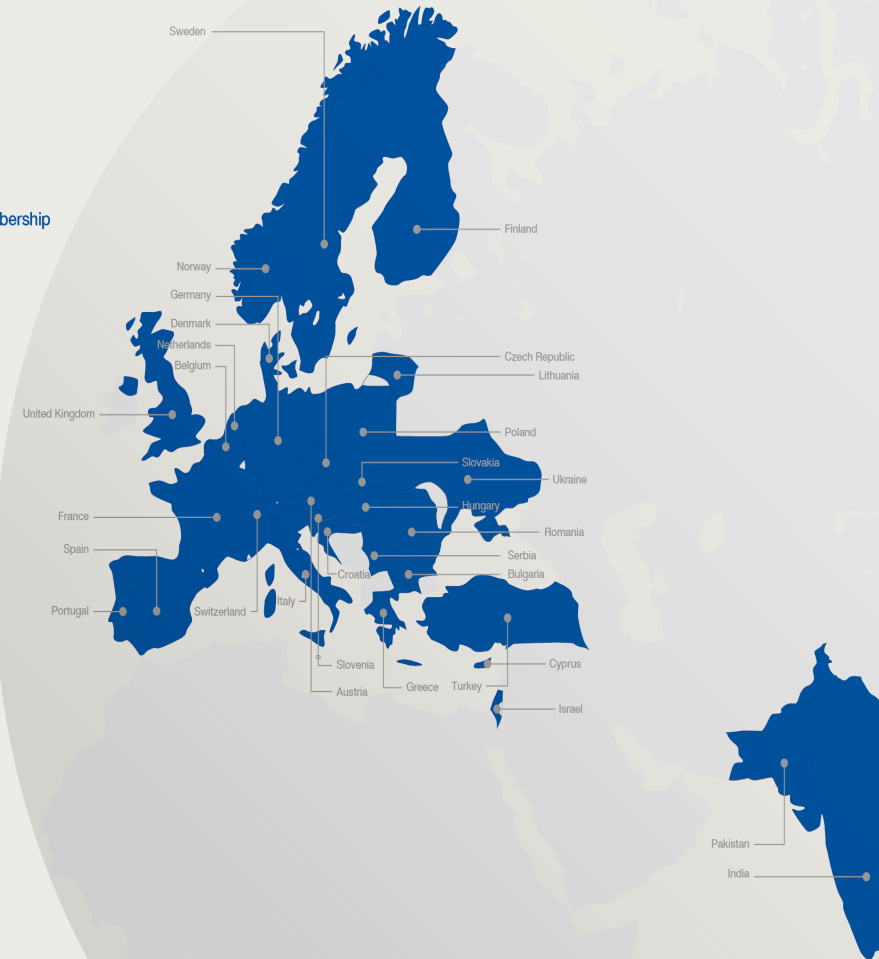 Sweden
bership
Finland
Norway
Germany
Denmark
Netherlands
Czech Republic
Belgium
Lithuania
United Kingdom
Poland
Slovakia
Ukraine
Hungary
France
Romania
Spain
Serbia
Croatia
Bulgaria
Italy
Portugal
Switzerland
Slovenia
Cyprus
Austria
Greece
Turkey
Israel
Pakistan
India